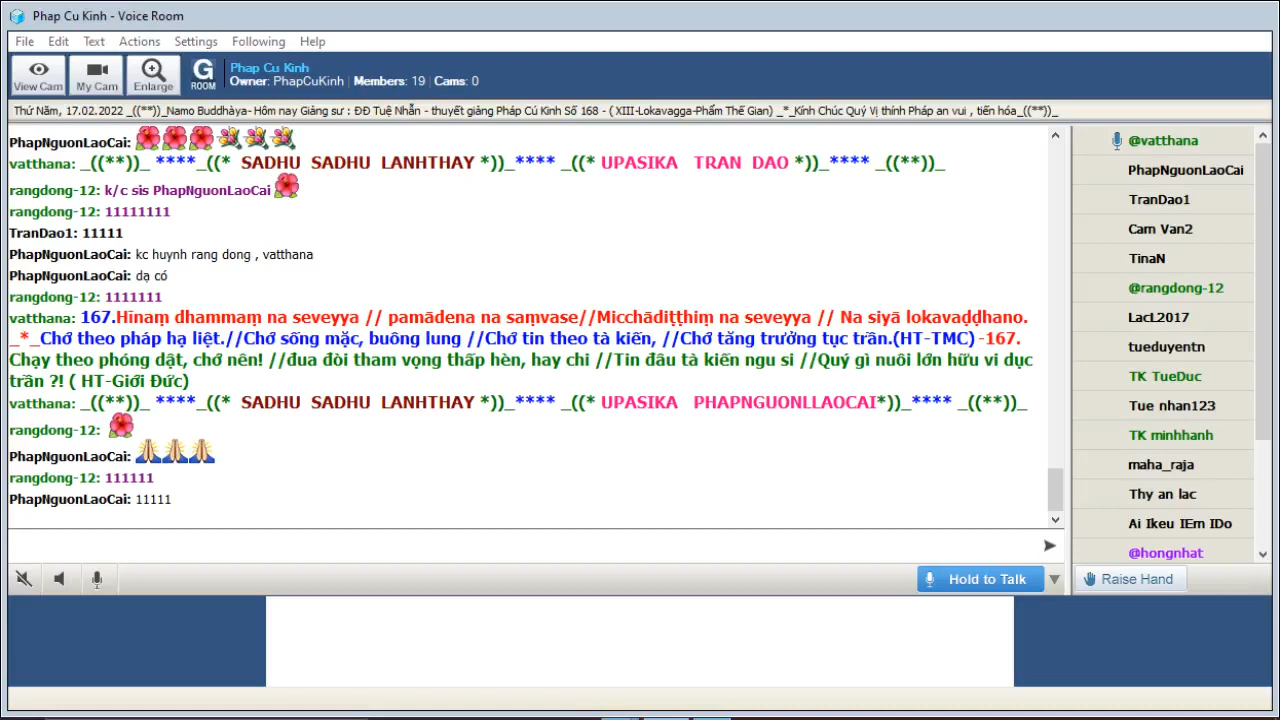 Phap Cu Kinh - Voice Room
File Edit Text Actions Settings Following Help
View Cam My Cam Enlarge G ROOM
Phap Cu Kinh
Owner: PhapCuKinh Members: 19 Cams: 0
Thứ Năm, 17.02.2022 _((**))_Namo Buddhàya- Hôm nay Giảng sư : ĐĐ Tuệ Nhẫn - thuyết giảng Pháp Cú Kinh Số 168 - ( XIII-Lokavagga-Phẩm Thế Gian) _*_Kính Chúc Quý Vị thính Pháp an vui , tiến hóa_((**))_
PhapNguonLaoCai:
vatthana: _((**))_ ****_((* SADHU SADHU LANHTHAY *))_**** _((* UPASIKA TRAN DAO *))_**** _((**))_
rangdong-12: k/c sis PhapNguonLaoCai
rangdong-12: 11111111
TranDao1: 11111
PhapNguonLaoCai: kc huynh rang dong , vatthana
PhapNguonLaoCai: dạ có
rangdong-12: 1111111
vatthana: 167.Hīnaṃ dhammaṃ na seveyya // pamādena na saṃvase//Micchādiṭṭhiṃ na seveyya // Na siyā lokavaḍḍhano.
_*_Chớ theo pháp hạ liệt.//Chớ sống mặc, buông lung //Chớ tin theo tà kiến, //Chớ tăng trưởng tục trần.(HT-TMC) -167.
Chạy theo phóng dật, chớ nên! //đua đòi tham vọng thấp hèn, hay chi //Tin đâu tà kiến ngu si //Quý gì nuôi lớn hữu vi dục
trần ?! ( HT-Giới Đức)
vatthana: _((**))_ ****_((* SADHU SADHU LANHTHAY *))_**** _((* UPASIKA PHAPNGUONLLAOCAI*))_**** _((**))_
rangdong-12:
PhapNguonLaoCai:
rangdong-12: 111111
PhapNguonLaoCai: 11111
@vatthana
PhapNguonLaoCai
TranDao1
Cam Van2
TinaN
@rangdong-12
LacL2017
tueduyentn
TK TueDuc
Tue nhan123
TK minhhanh
maha_raja
Thy an lac
Ai Ikeu IEm IDo
@hongnhat
Hold to Talk
Raise Hand